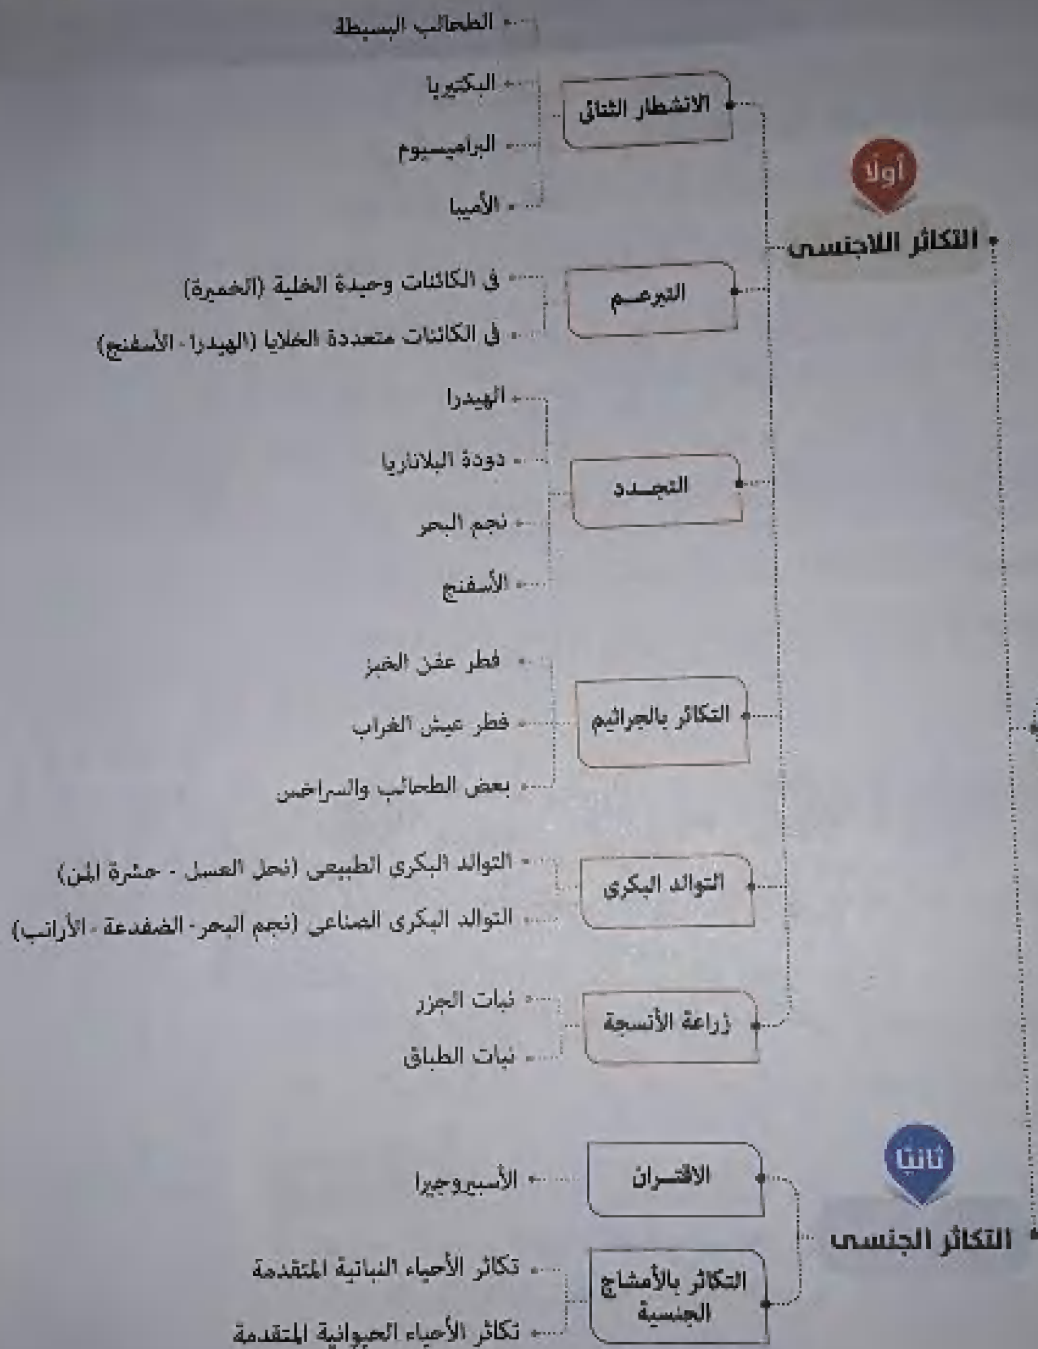 أولًا
التكاثر اللاجنسى
الانشطار الثنائى
الطحالب البسيطة
البكتيريا
البراميسيوم
الأميبا
التبرعم
فى الكائنات وحيدة الخلية (الخميرة)
فى الكائنات متعددة الخلايا (الهيدرا - الأسفنج)
التجدد
الهيدرا
دودة البلاناريا
نجم البحر
الأسفنج
التكاثر بالجراثيم
فطر عفن الخبز
فطر عيش الغراب
بعض الطحالب والسراخس
التوالد البكرى
التوالد البكرى الطبيعى (نحل العسل - حشرة المن)
التوالد البكرى الصناعى (نجم البحر - الضفدعة - الأرانب)
زراعة الأنسجة
نبات الجزر
نبات الطباق
ثانيًا
التكاثر الجنسى
الاقتران
الأسبيروجيرا
التكاثر بالأمشاج
الجنسية
تكاثر الأحياء النباتية المتقدمة
تكاثر الأحياء الحيوانية المتقدمة